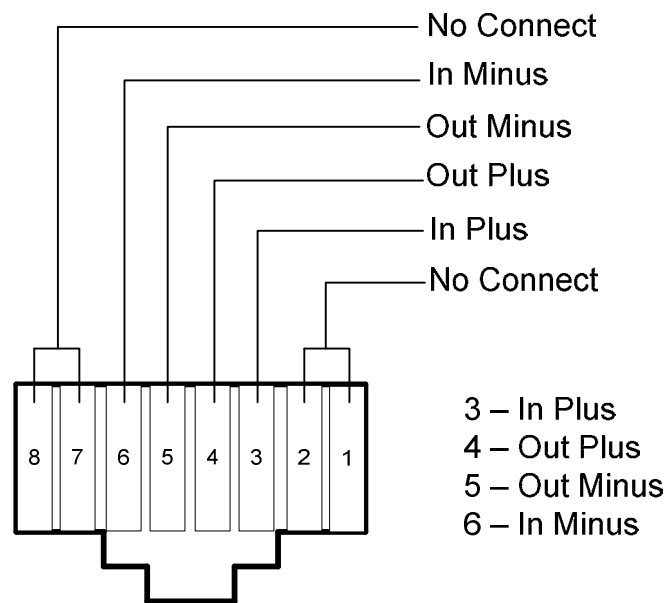 No Connect
In Minus
Out Minus
Out Plus
In Plus
No Connect
8 7 6 5 4 3 2 1
3 – In Plus
4 – Out Plus
5 – Out Minus
6 – In Minus